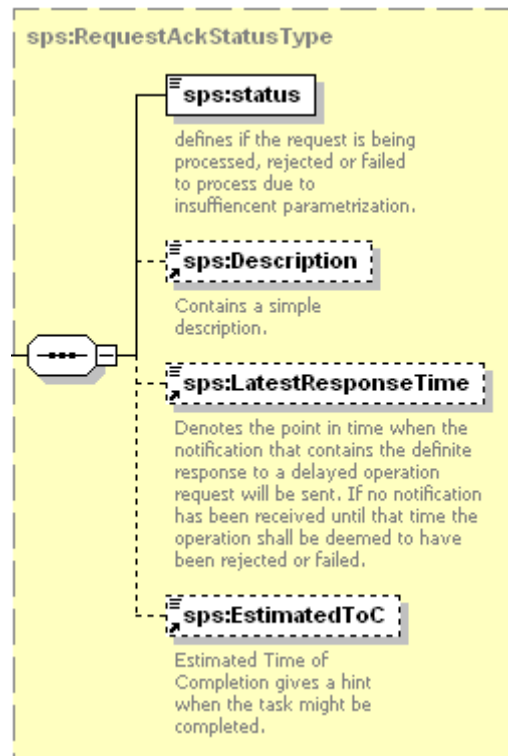 sps:RequestAckStatusType
sps:status
defines if the request is being
processed, rejected or failed
to process due to
insuffiencent parametrization.
sps:Description
Contains a simple
description.
sps:LatestResponseTime
Denotes the point in time when the
notification that contains the definite
response to a delayed operation
request will be sent. If no notification
has been received until that time the
operation shall be deemed to have
been rejected or failed.
sps:EstimatedToC
Estimated Time of
Completion gives a hint
when the task might be
completed.